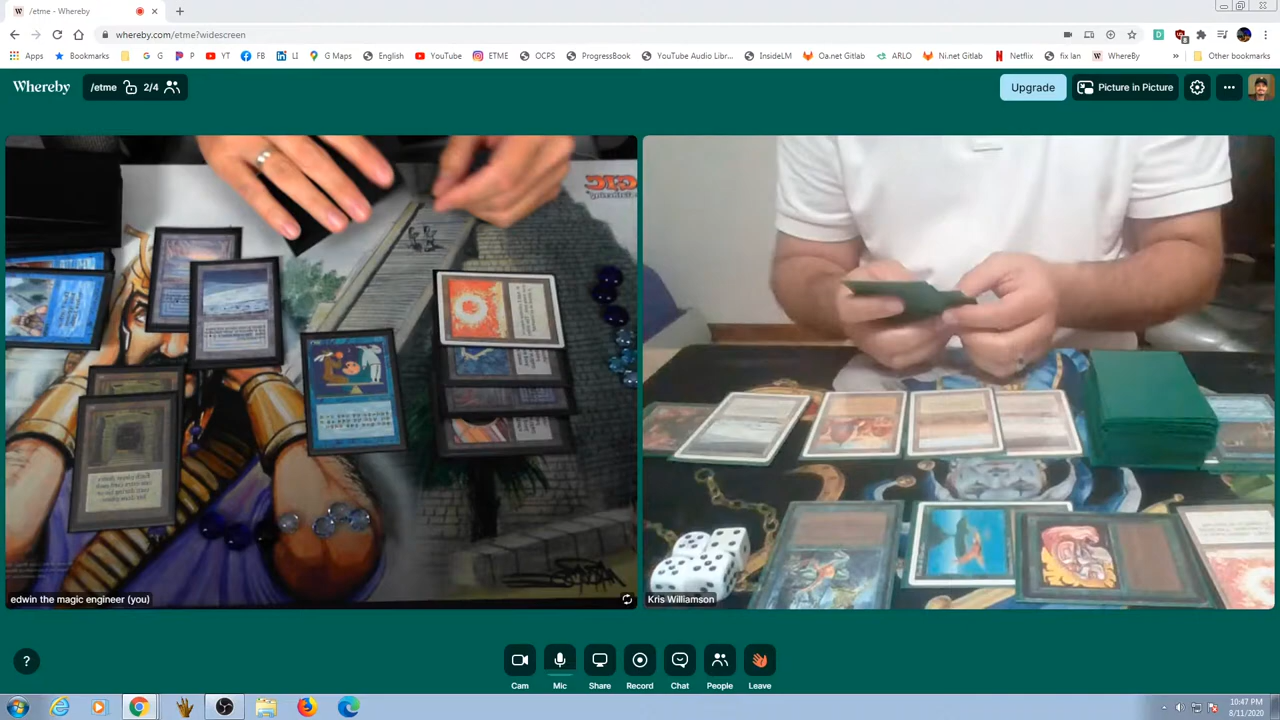 /etme - Whereby
whereby.com/etme?widescreen
Apps
Bookmarks
P
YT
FB
LI
G Maps
English
YouTube
ETME
OCPS
ProgressBook
YouTube Audio Libr...
InsideLM
ARLO
Oa.net Gitlab
Ni.net Gitlab
Netflix
fix lan
WhereBy
»
Other bookmarks
Whereby
/etme
2/4
Upgrade
Picture in Picture
edwin the magic engineer (you)
Kris Williamson
?
Cam
Mic
Share
Record
Chat
People
Leave
10:47 PM
8/11/2020